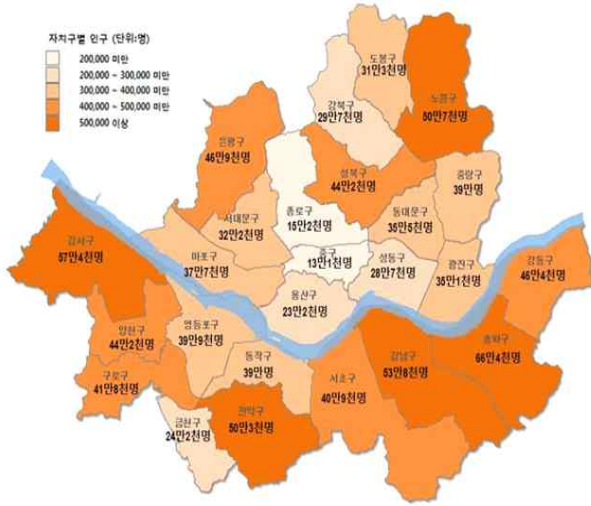 자치구별 인구 (단위:명)
200,000 미만
200,000 ~ 300,000 미만
300,000 ~ 400,000 미만
400,000 ~ 500,000 미만
500,000 이상
도봉구
31만3천명
노원구
50만7천명
강북구
29만7천명
은평구
46만9천명
성북구
44만2천명
중랑구
39만명
종로구
15만2천명
서대문구
32만2천명
동대문구
35만5천명
강서구
57만4천명
마포구
37만7천명
중구
13만1천명
성동구
28만7천명
광진구
35만1천명
강동구
46만4천명
용산구
23만2천명
양천구
44만2천명
영등포구
39만9천명
동작구
39만명
송파구
66만4천명
강남구
53만8천명
구로구
41만8천명
서초구
40만9천명
관악구
50만3천명
금천구
24만2천명